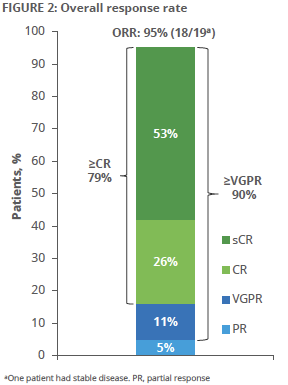 FIGURE 2: Overall response rate
ORR: 95% (18/19ᵃ)
100
90
80
70
60
50
40
30
20
10
0
Patients, %
≥CR
79%
53%
26%
11%
5%
≥VGPR
90%
sCR
CR
VGPR
PR
ᵃOne patient had stable disease. PR, partial response